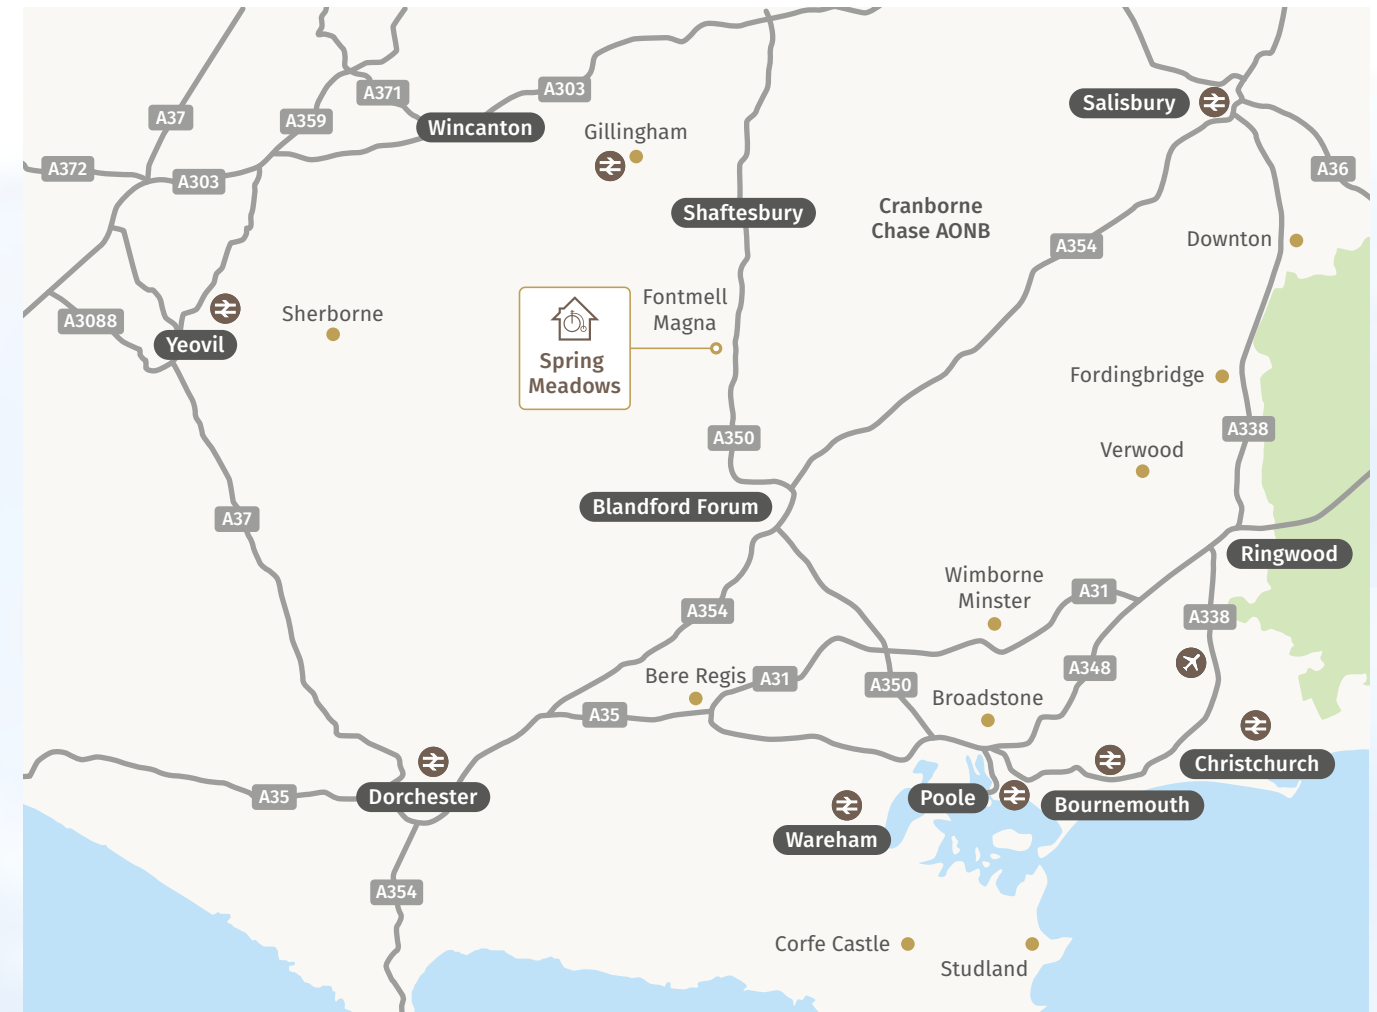 A303
A371
Salisbury
A37
A359
Wincanton
Gillingham
A372
A303
A36
Shaftesbury
Cranborne
Chase AONB
A354
Downton
A3088
Yeovil
Sherborne
Fontmell
Magna
Spring
Meadows
Fordingbridge
A350
A338
Verwood
Blandford Forum
A37
Ringwood
Wimborne
Minster
A31
A354
A338
Bere Regis
A31
A350
A348
Broadstone
A35
Christchurch
A35
Dorchester
Poole
Bournemouth
Wareham
A354
Corfe Castle
Studland